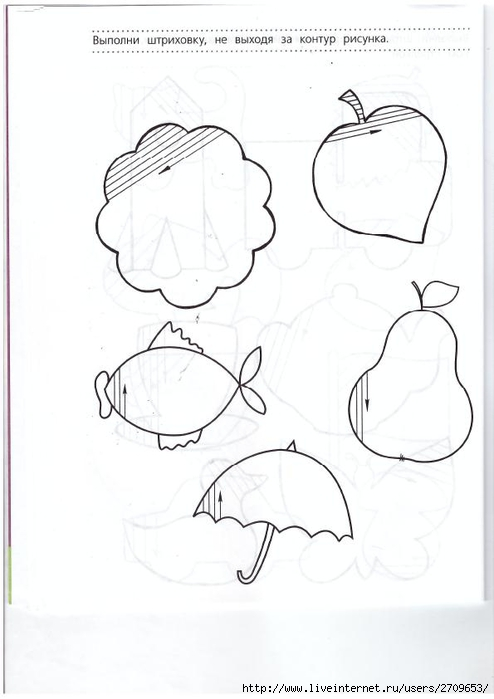 Выполни штриховку, не выходя за контур рисунка.
http://www.liveinternet.ru/users/2709653/